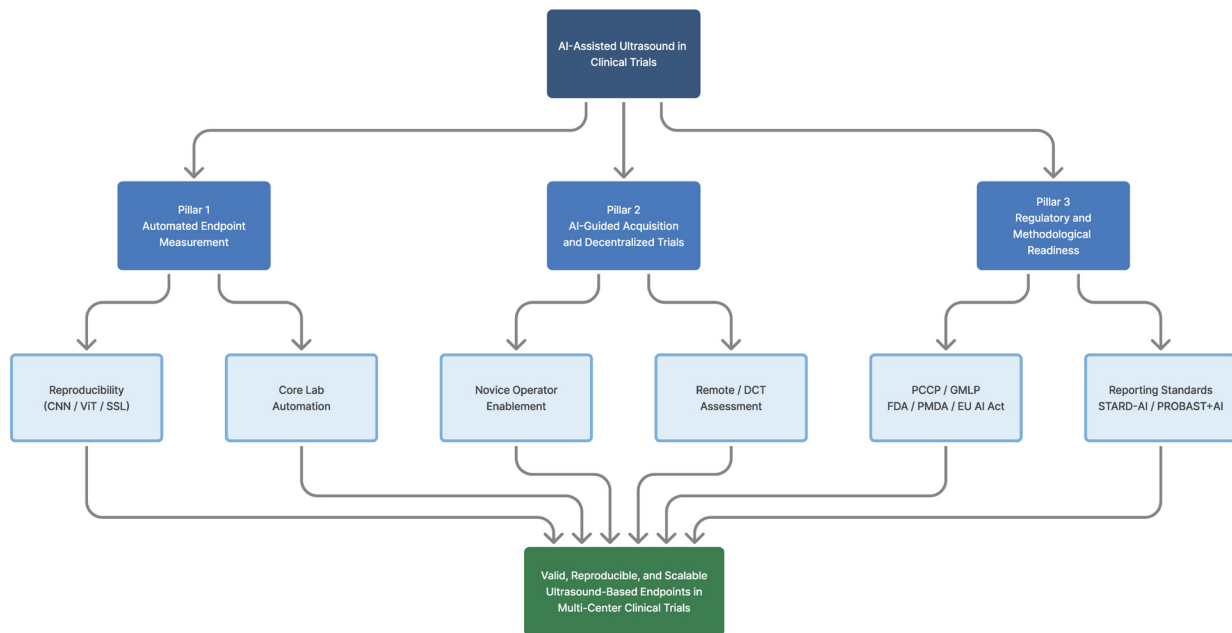 AI-Assisted Ultrasound in
Clinical Trials
Pillar 1
Automated Endpoint
Measurement
Pillar 2
AI-Guided Acquisition
and Decentralized Trials
Pillar 3
Regulatory and
Methodological
Readiness
Reproducibility
(CNN / ViT / SSL)
Core Lab
Automation
Novice Operator
Enablement
Remote / DCT
Assessment
PCCP / GMLP
FDA / PMDA / EU AI Act
Reporting Standards
STARD-AI / PROBAST+AI
Valid, Reproducible, and Scalable
Ultrasound-Based Endpoints in
Multi-Center Clinical Trials